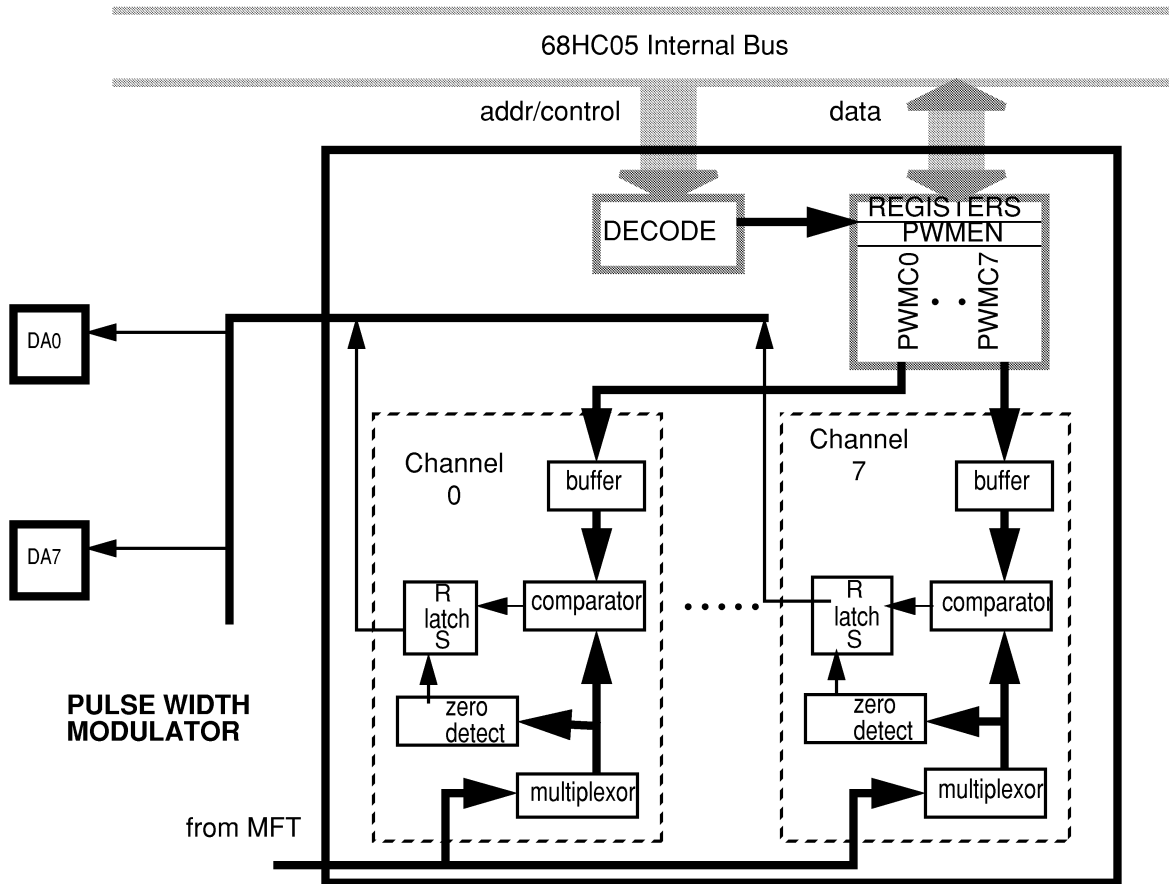 68HC05 Internal Bus
addr/control
data
DECODE
REGISTERS
PWMEN
PWMC0
PWMC7
DA0
DA7
Channel
0
buffer
R
latch
S
comparator
zero
detect
multiplexor
Channel
7
buffer
R
latch
S
comparator
zero
detect
multiplexor
PULSE WIDTH
MODULATOR
from MFT